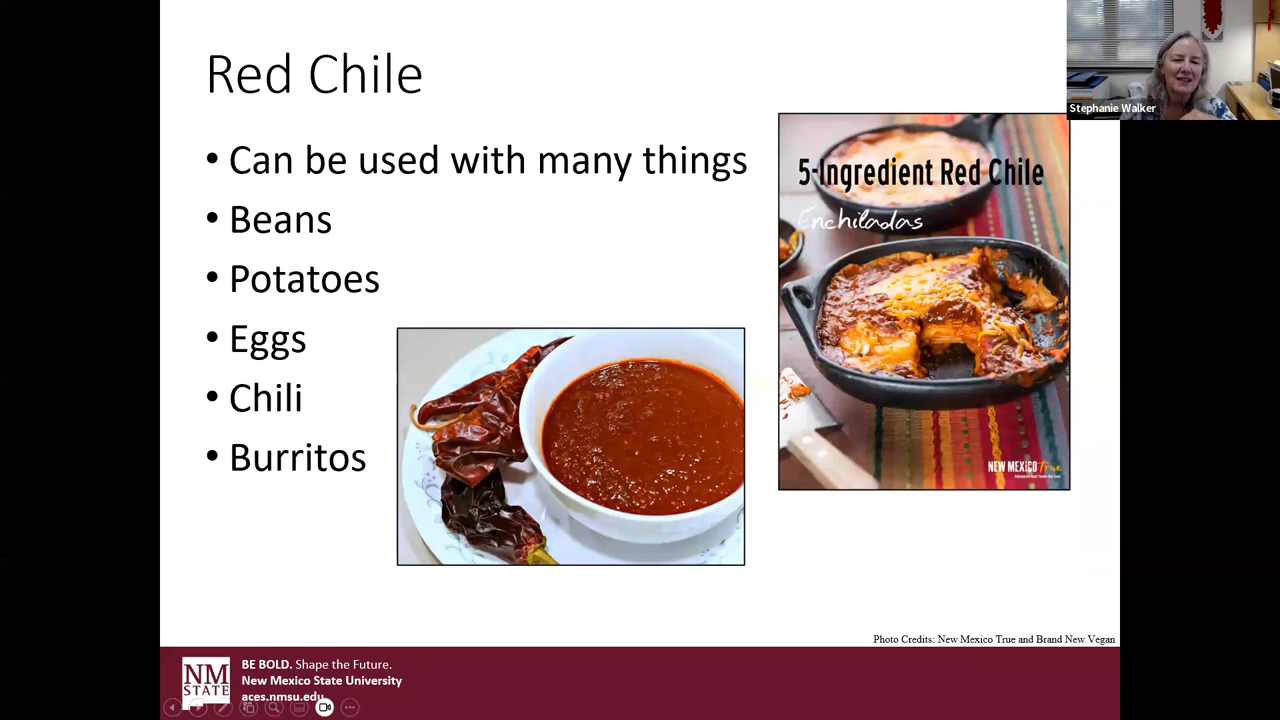 Red Chile
• Can be used with many things
• Beans
• Potatoes
• Eggs
• Chili
• Burritos
5-Ingredient Red Chile
Enchiladas
NEW MEXICO True
Stephanie Walker
Photo Credits: New Mexico True and Brand New Vegan
NM
STATE
BE BOLD. Shape the Future.
New Mexico State University
aces.nmsu.edu